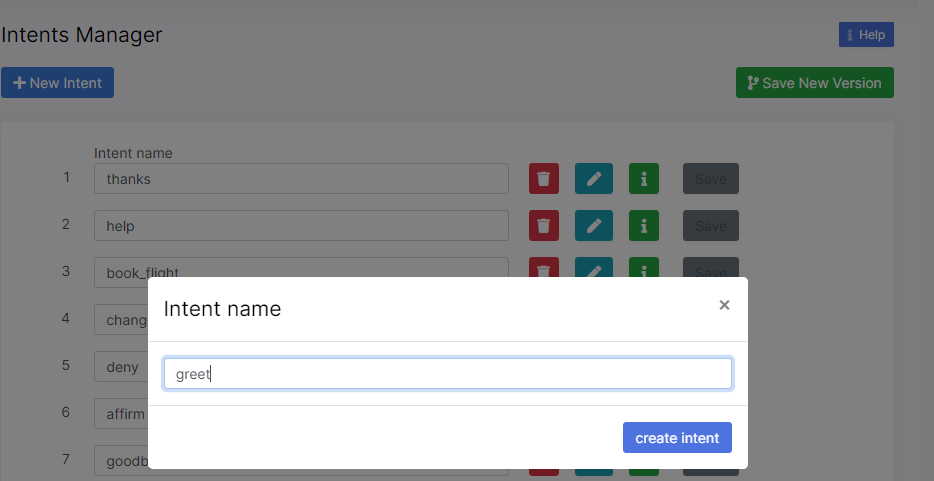 Intents Manager
Help
New Intent
Save New Version
Intent name
1 thanks Save
2 help Save
3 book_flight Save
4 chang
5 deny
6 affirm
7 goodb
Intent name
×
greet
create intent